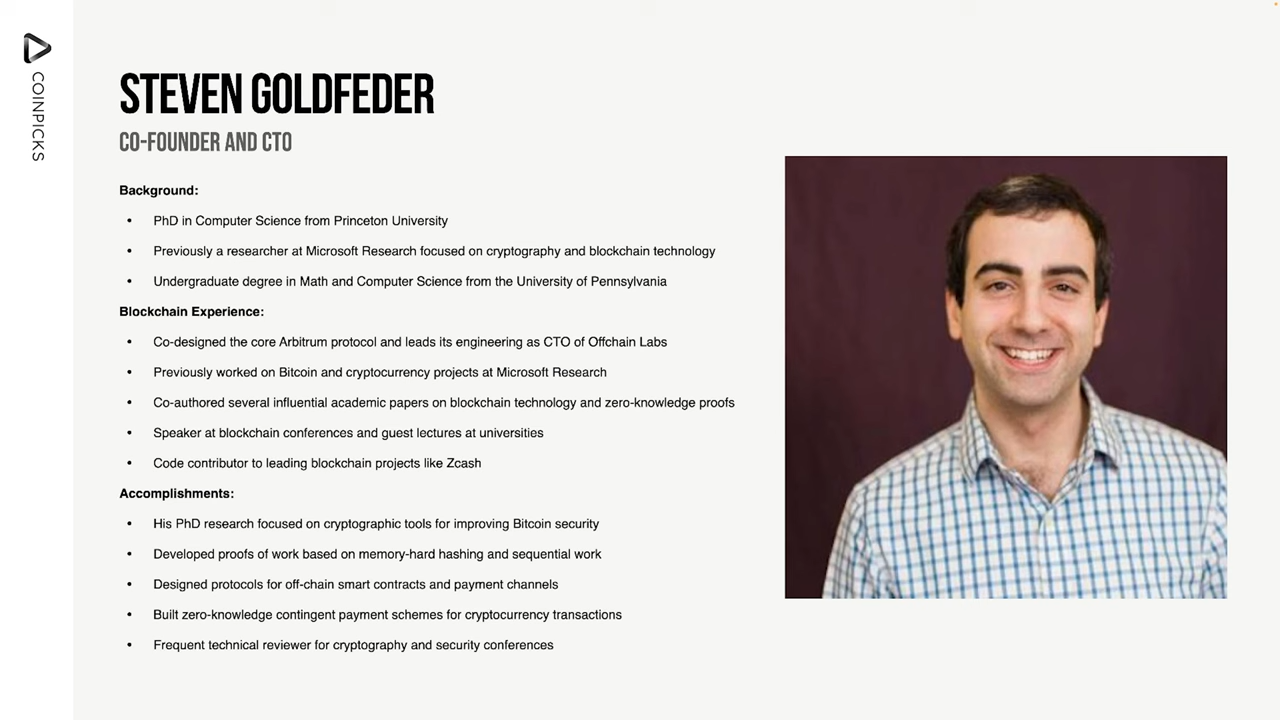 COINPICKS
STEVEN GOLDFEDER
CO-FOUNDER AND CTO
Background:
• PhD in Computer Science from Princeton University
• Previously a researcher at Microsoft Research focused on cryptography and blockchain technology
• Undergraduate degree in Math and Computer Science from the University of Pennsylvania
Blockchain Experience:
• Co-designed the core Arbitrum protocol and leads its engineering as CTO of Offchain Labs
• Previously worked on Bitcoin and cryptocurrency projects at Microsoft Research
• Co-authored several influential academic papers on blockchain technology and zero-knowledge proofs
• Speaker at blockchain conferences and guest lectures at universities
• Code contributor to leading blockchain projects like Zcash
Accomplishments:
• His PhD research focused on cryptographic tools for improving Bitcoin security
• Developed proofs of work based on memory-hard hashing and sequential work
• Designed protocols for off-chain smart contracts and payment channels
• Built zero-knowledge contingent payment schemes for cryptocurrency transactions
• Frequent technical reviewer for cryptography and security conferences